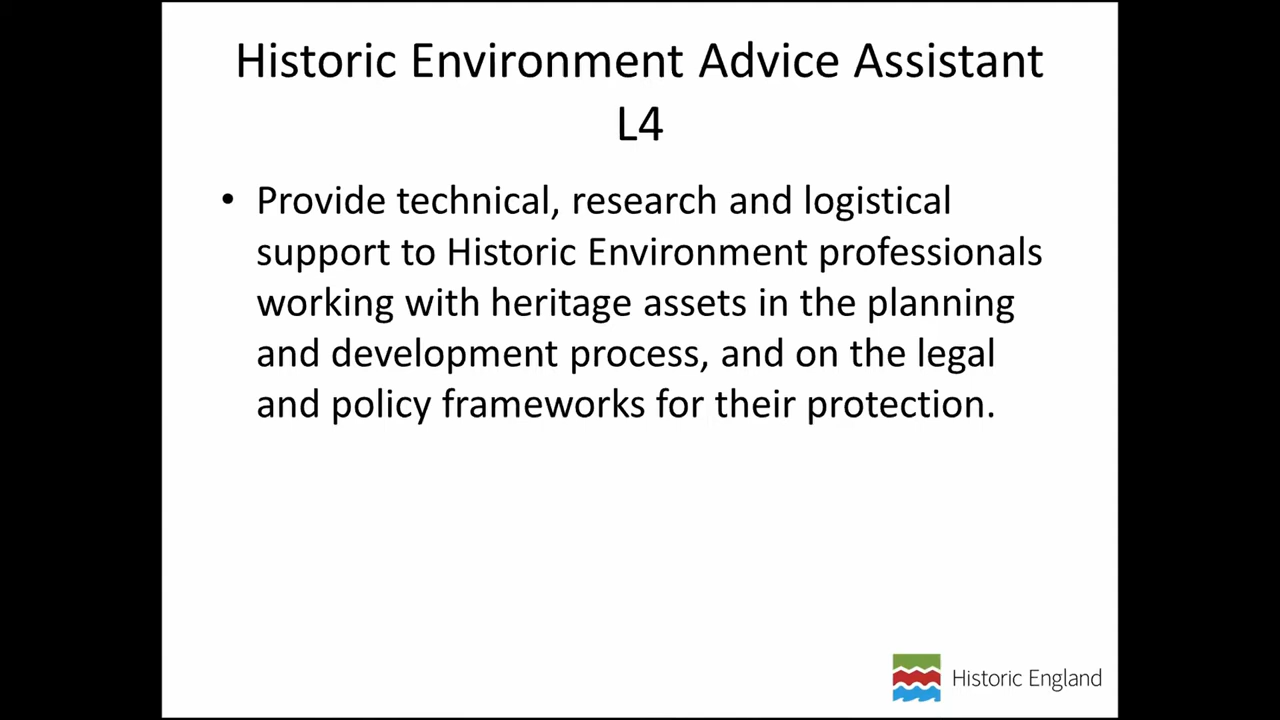 Historic Environment Advice Assistant
L4
• Provide technical, research and logistical
support to Historic Environment professionals
working with heritage assets in the planning
and development process, and on the legal
and policy frameworks for their protection.
Historic England